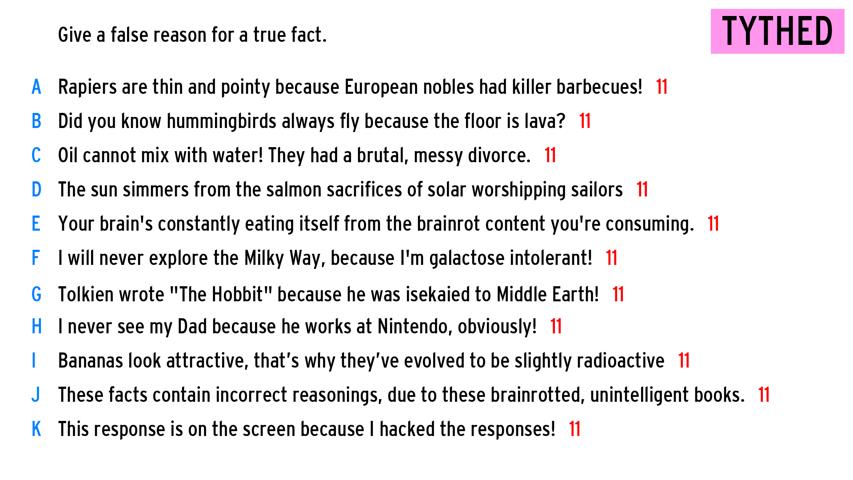 Give a false reason for a true fact.
TYTHED
A Rapiers are thin and pointy because European nobles had killer barbecues! 11
B Did you know hummingbirds always fly because the floor is lava? 11
C Oil cannot mix with water! They had a brutal, messy divorce. 11
D The sun simmers from the salmon sacrifices of solar worshipping sailors 11
E Your brain's constantly eating itself from the brainrot content you're consuming. 11
F I will never explore the Milky Way, because I'm galactose intolerant! 11
G Tolkien wrote "The Hobbit" because he was isekaied to Middle Earth! 11
H I never see my Dad because he works at Nintendo, obviously! 11
I Bananas look attractive, that’s why they’ve evolved to be slightly radioactive 11
J These facts contain incorrect reasonings, due to these brainrotted, unintelligent books. 11
K This response is on the screen because I hacked the responses! 11